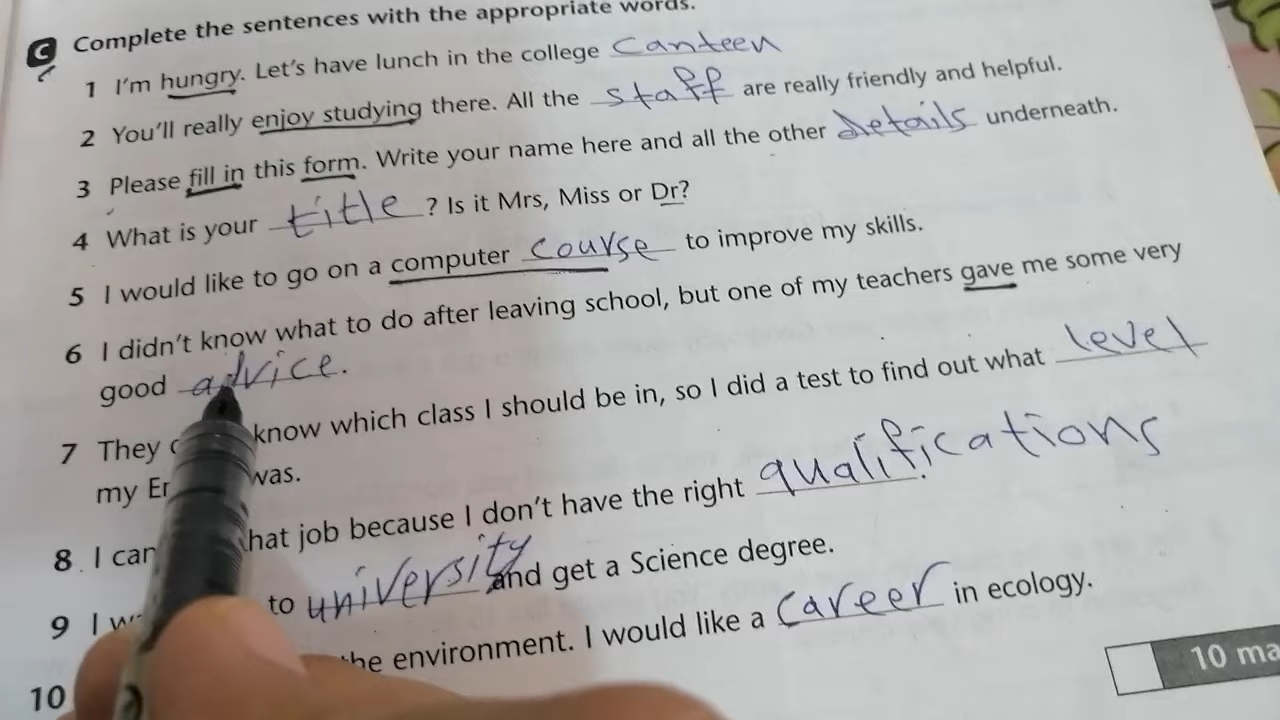 C Complete the sentences with the appropriate words.
1 I'm hungry. Let's have lunch in the college canteen
2 You'll really enjoy studying there. All the staff are really friendly and helpful.
3 Please fill in this form. Write your name here and all the other details underneath.
4 What is your title ? Is it Mrs, Miss or Dr?
5 I would like to go on a computer course to improve my skills.
6 I didn't know what to do after leaving school, but one of my teachers gave me some very
good advice.
7 They know which class I should be in, so I did a test to find out what level
my was.
8 I job because I don't have the right qualifications.
9 I to university and get a Science degree.
10 the environment. I would like a career in ecology.
10